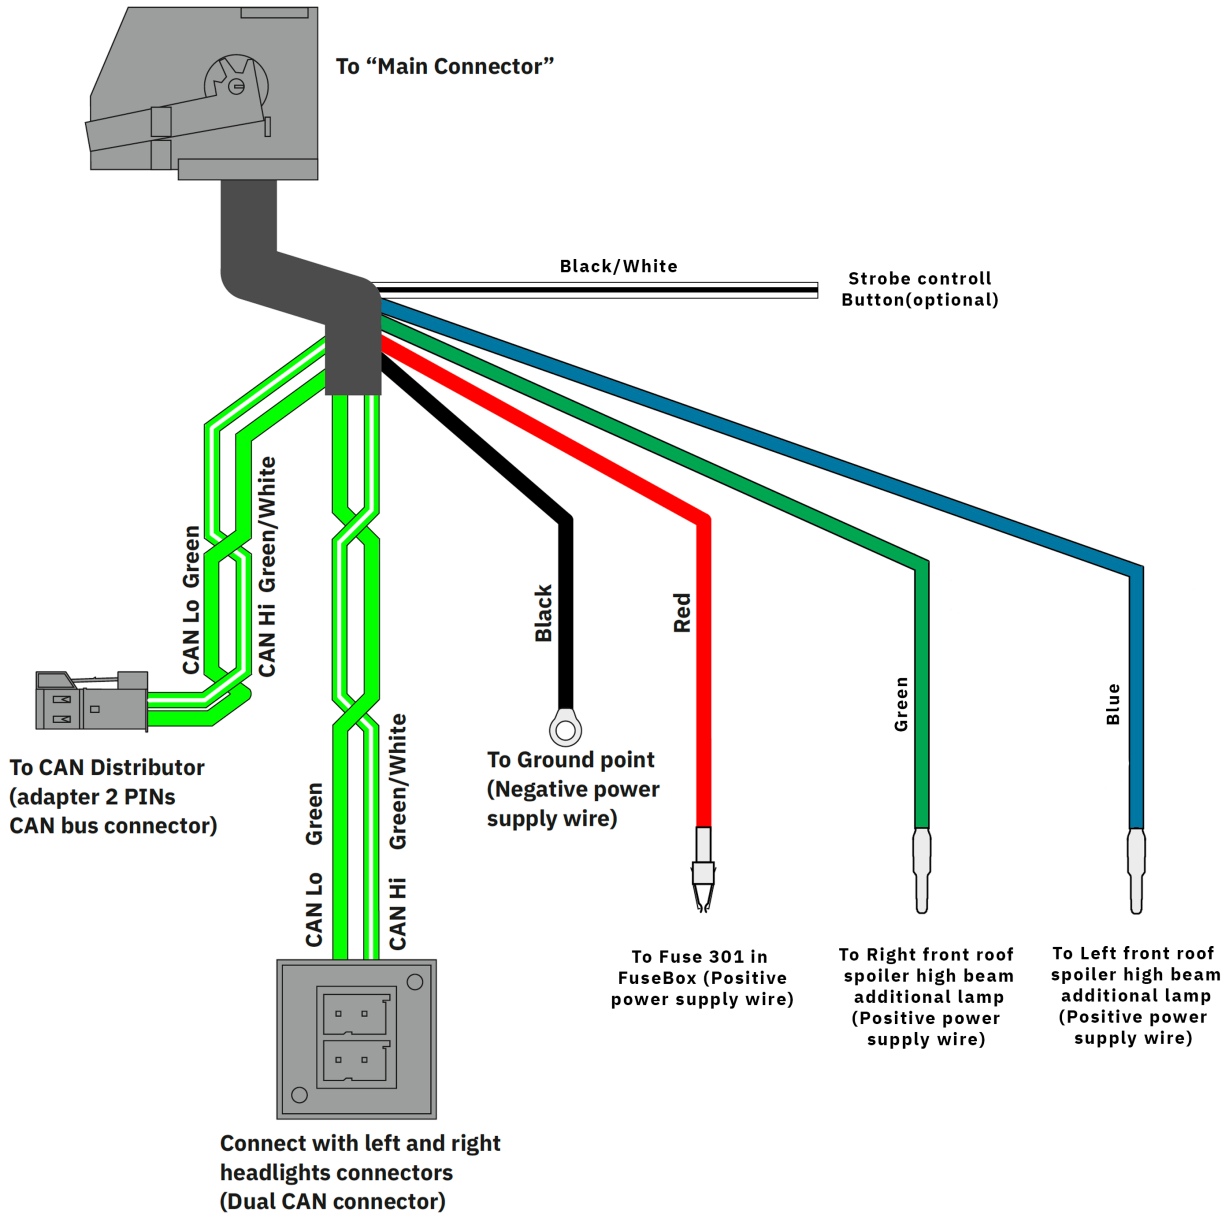 To “Main Connector”
Black/White
Strobe controll
Button(optional)
CAN Lo Green
CAN Hi Green/White
To CAN Distributor
(adapter 2 PINs
CAN bus connector)
CAN Lo Green
CAN Hi Green/White
Connect with left and right
headlights connectors
(Dual CAN connector)
Black
To Ground point
(Negative power
supply wire)
Red
To Fuse 301 in
FuseBox (Positive
power supply wire)
Green
To Right front roof
spoiler high beam
additional lamp
(Positive power
supply wire)
Blue
To Left front roof
spoiler high beam
additional lamp
(Positive power
supply wire)